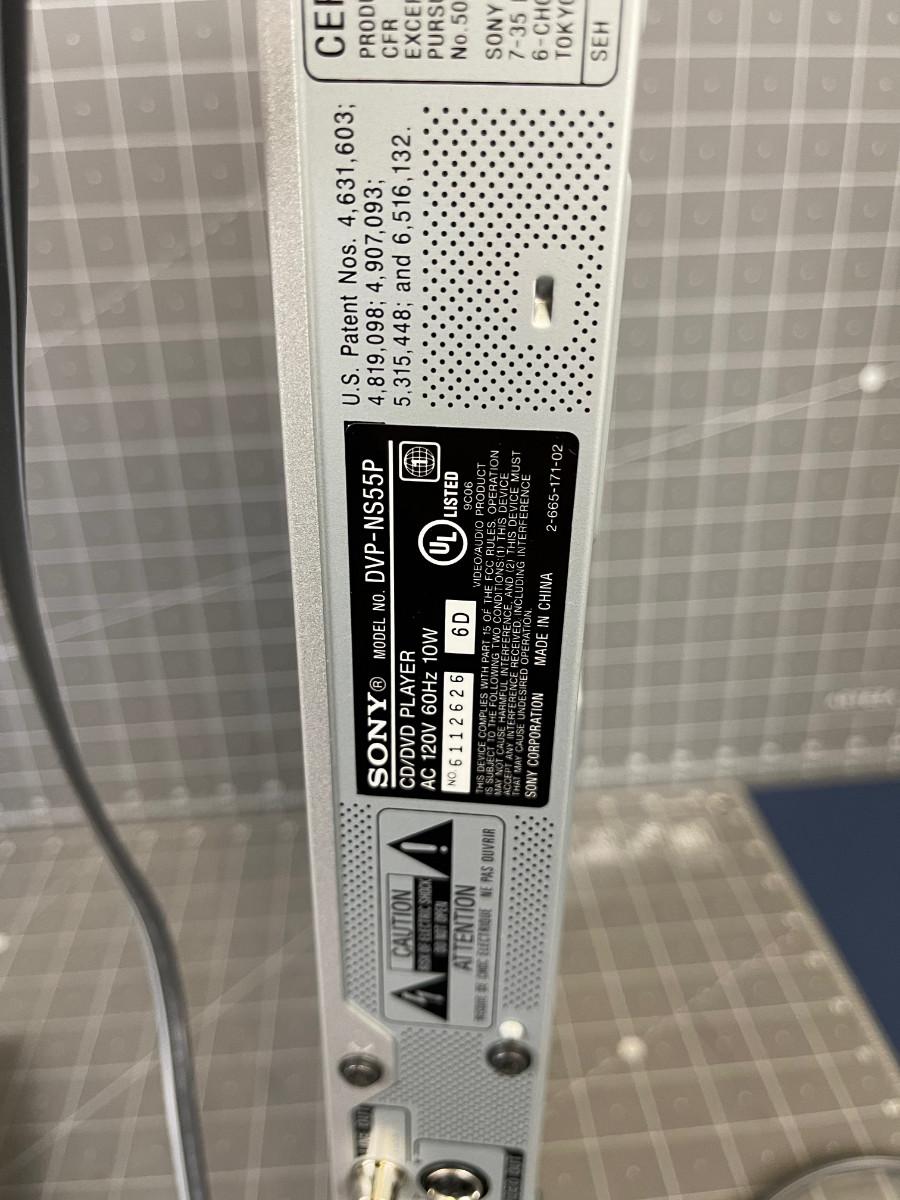 U.S. Patent Nos. 4,631,603;
4,819,098; 4,907,093;
5,315,448; and 6,516,132.
CER
PRODU
CFR
EXCEP
PURSU
No.50
SONY
7-35
6-CHO
TOKYO
SEH
SONY® MODEL NO. DVP-NS55P
CD/DVD PLAYER
AC 120V 60Hz 10W
UL LISTED
9C06
VIDEO/AUDIO PRODUCT
NO. 6112626 6D
THIS DEVICE COMPLIES WITH PART 15 OF THE FCC RULES. OPERATION
IS SUBJECT TO THE FOLLOWING TWO CONDITIONS:(1) THIS DEVICE
MAY NOT CAUSE HARMFUL INTERFERENCE, AND (2) THIS DEVICE MUST
ACCEPT ANY INTERFERENCE RECEIVED, INCLUDING INTERFERENCE
THAT MAY CAUSE UNDESIRED OPERATION.
SONY CORPORATION MADE IN CHINA 2-665-171-02
CAUTION
RISK OF ELECTRIC SHOCK
DO NOT OPEN
ATTENTION
RISQUE DE CHOC ELECTRIQUE NE PAS OUVRIR